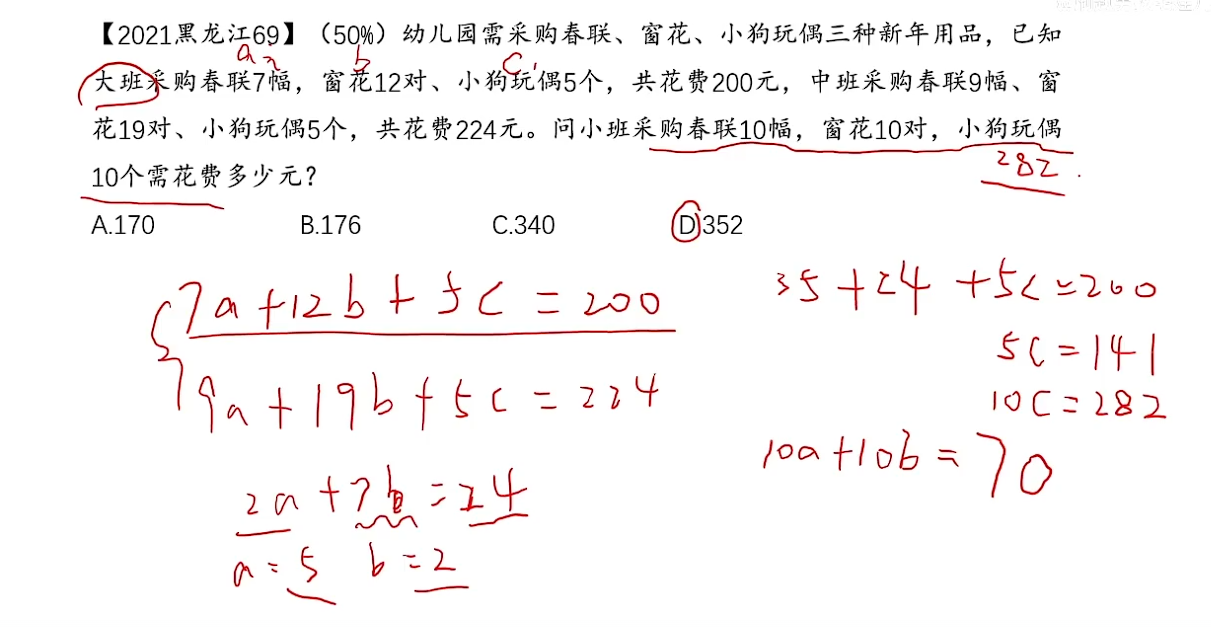 【2021黑龙江69】（50%）幼儿园需采购春联、窗花、小狗玩偶三种新年用品，已知
a 2 b c
大班采购春联7幅，窗花12对、小狗玩偶5个，共花费200元，中班采购春联9幅、窗
花19对、小狗玩偶5个，共花费224元。问小班采购春联10幅，窗花10对，小狗玩偶
10个需花费多少元？
282
A.170 B.176 C.340 D.352
7a+12b+5c=200
9a+19b+5c=224
2a+7b=24
a=5 b=2
35+24+5c=200
5c=141
10c=282
10a+10b=70